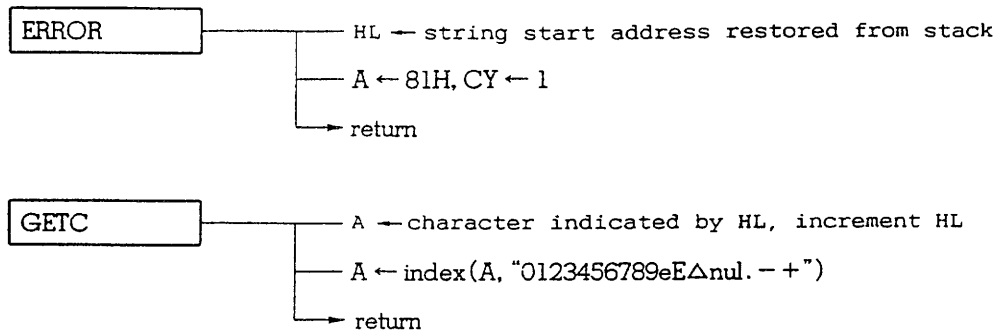 ERROR
HL ← string start address restored from stack
A ← 81H, CY ← 1
return
GETC
A ← character indicated by HL, increment HL
A ← index(A, “0123456789eE△nul.−+”)
return